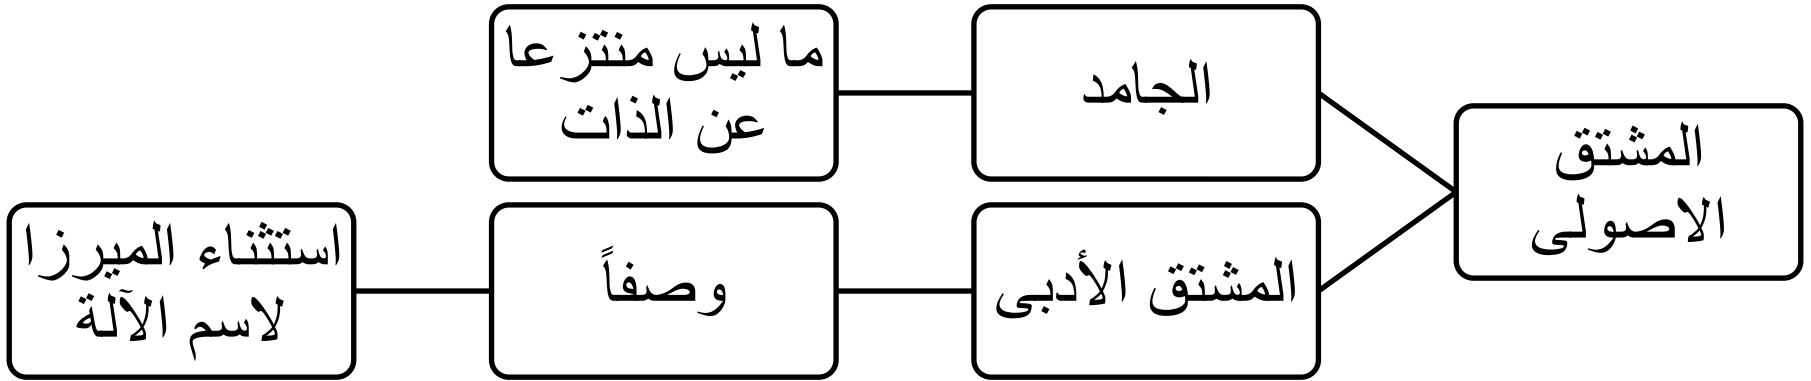 المشتق
الاصولى
الجامد
ما ليس منتزعا
عن الذات
المشتق الأدبى
وصفاً
استثناء الميرزا
لاسم الآلة